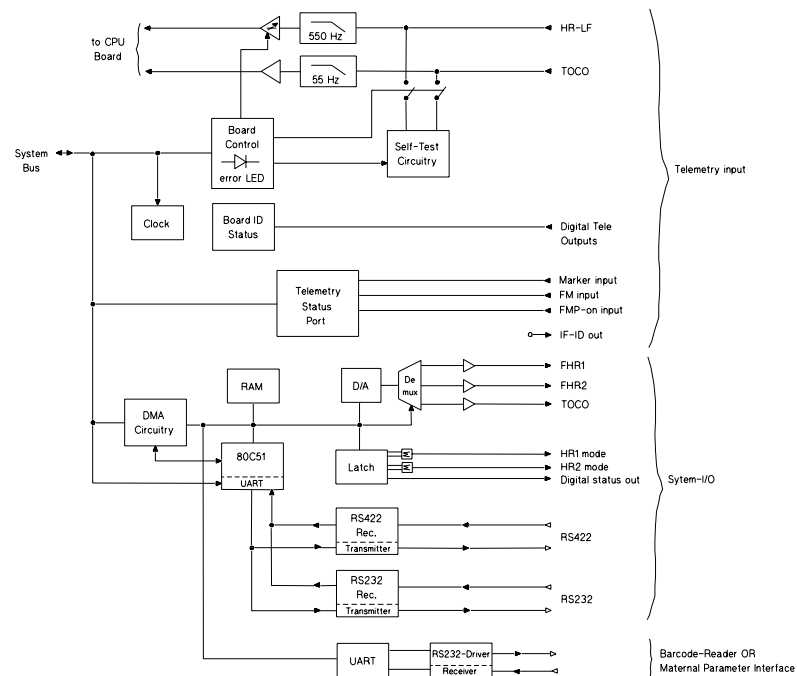 to CPU
Board
550 Hz
HR-LF
55 Hz
TOCO
System
Bus
Board
Control
error LED
Self-Test
Circuitry
Telemetry input
Clock
Board ID
Status
Digital Tele
Outputs
Telemetry
Status
Port
Marker input
FM input
FMP-on input
IF-ID out
RAM
D/A
De
mux
FHR1
FHR2
TOCO
DMA
Circuitry
80C51
UART
Latch
HR1 mode
HR2 mode
Digital status out
Sytem-I/O
RS422
Rec.
Transmitter
RS422
RS232
Rec.
Transmitter
RS232
UART
RS232-Driver
Receiver
Barcode-Reader OR
Maternal Parameter Interface